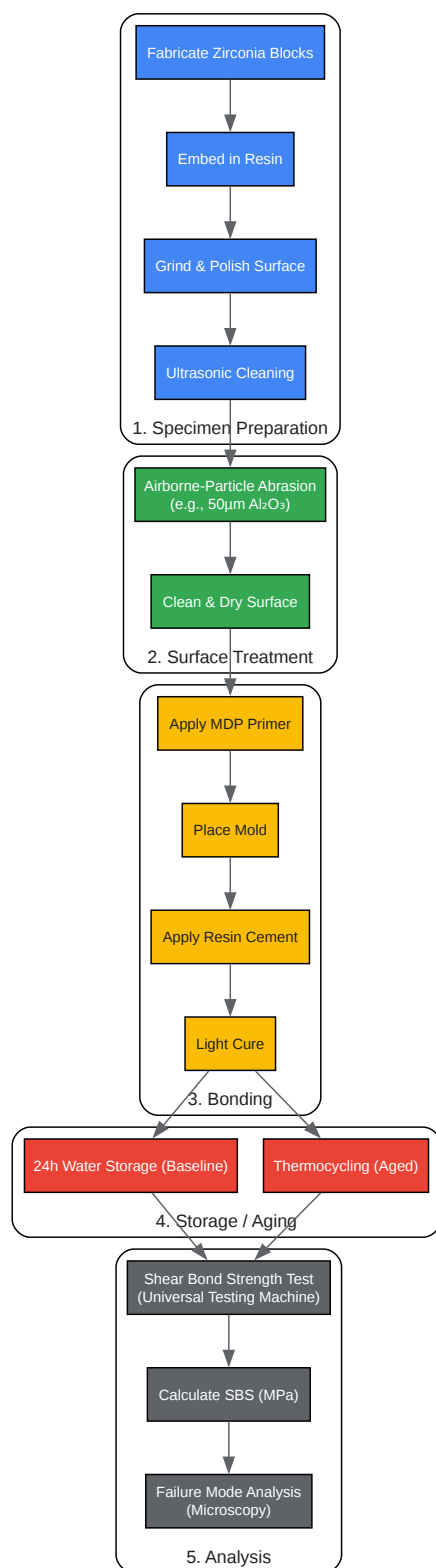 Fabricate Zirconia Blocks
Embed in Resin
Grind & Polish Surface
Ultrasonic Cleaning
1. Specimen Preparation
Airborne-Particle Abrasion
(e.g., 50µm Al₂O₃)
Clean & Dry Surface
2. Surface Treatment
Apply MDP Primer
Place Mold
Apply Resin Cement
Light Cure
3. Bonding
24h Water Storage (Baseline)
Thermocycling (Aged)
4. Storage / Aging
Shear Bond Strength Test
(Universal Testing Machine)
Calculate SBS (MPa)
Failure Mode Analysis
(Microscopy)
5. Analysis